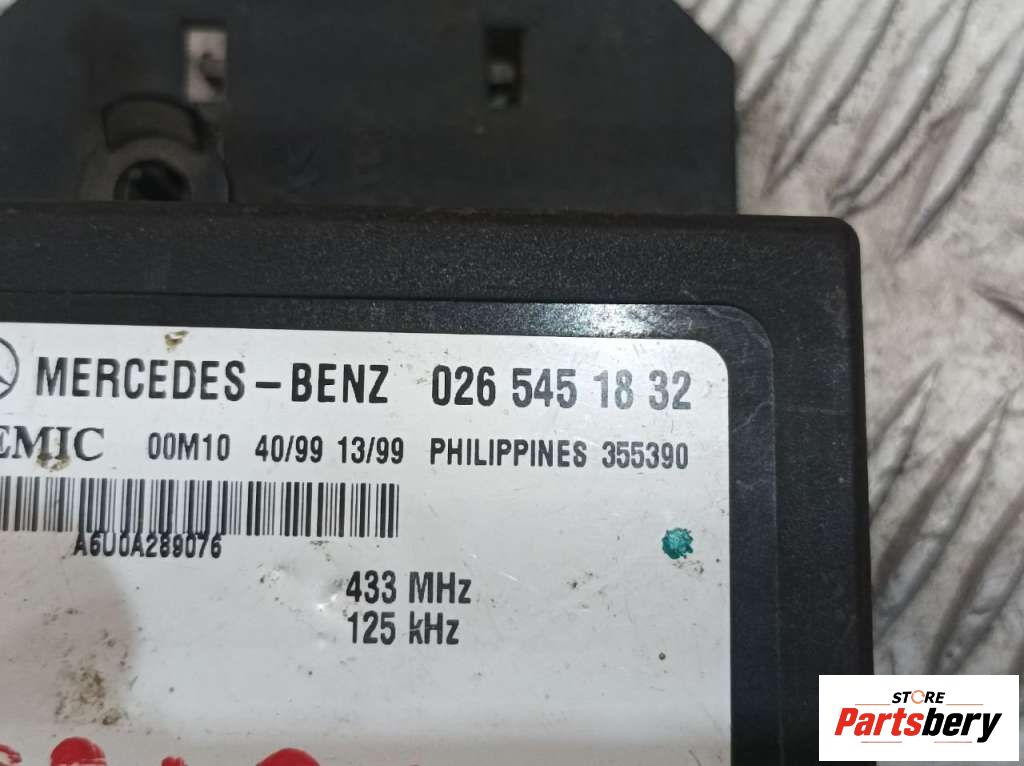 MERCEDES-BENZ 026 545 18 32
EMIC 00M10 40/99 13/99 PHILIPPINES 355390
A6U0A289076
433 MHz
125 kHz
STORE
Partsbery